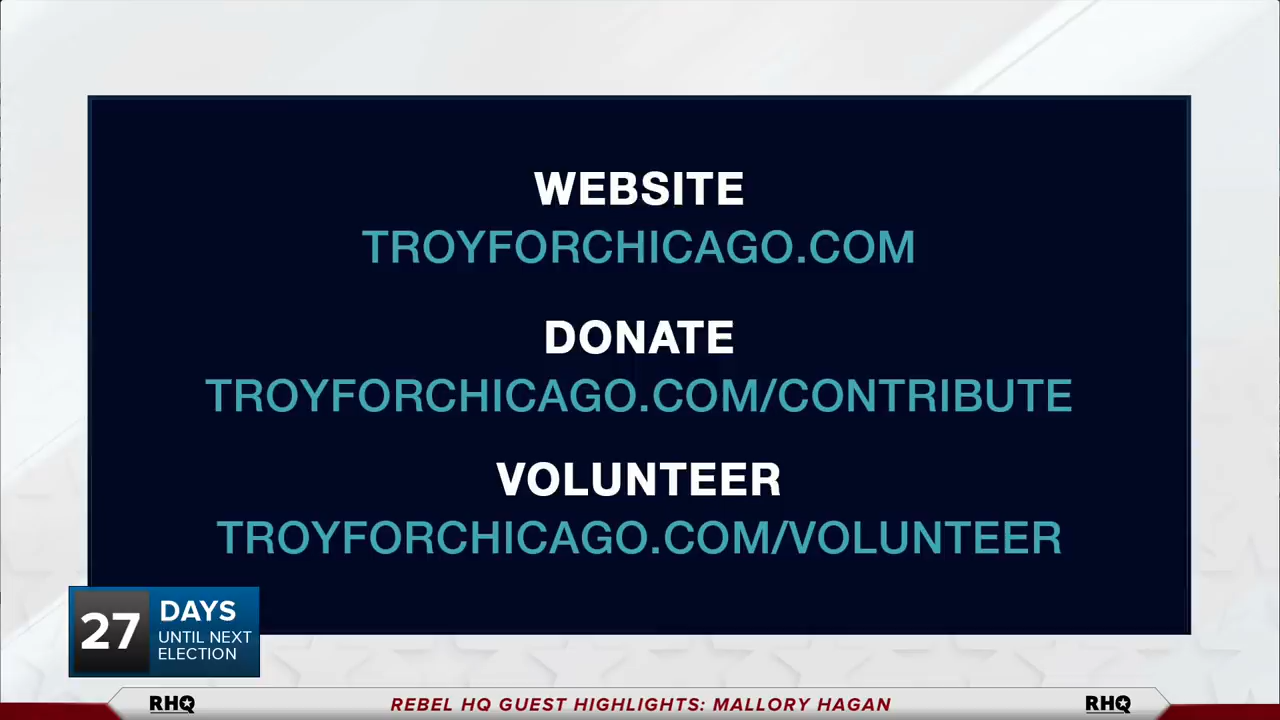 WEBSITE
TROYFORCHICAGO.COM
DONATE
TROYFORCHICAGO.COM/CONTRIBUTE
VOLUNTEER
TROYFORCHICAGO.COM/VOLUNTEER
27
DAYS
UNTIL NEXT
ELECTION
RHQ
REBEL HQ GUEST HIGHLIGHTS: MALLORY HAGAN
RHQ